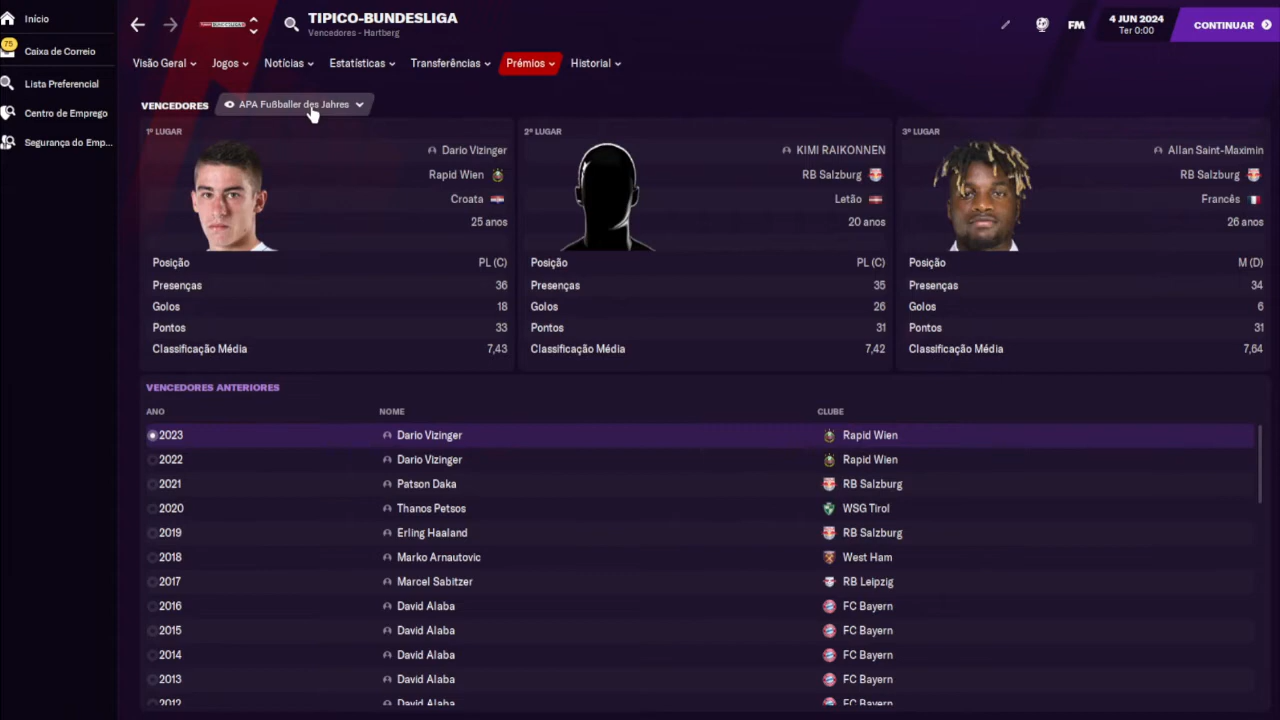 Início
75
Caixa de Correio
Lista Preferencial
Centro de Emprego
Segurança do Emp...
TIPICO-BUNDESLIGA
Vencedores - Hartberg
FM
4 JUN 2024
Ter 0:00
CONTINUAR
Visão Geral Jogos Notícias Estatísticas Transferências Prémios Historial
VENCEDORES APA Fußballer des Jahres
1º LUGAR
Dario Vizinger
Rapid Wien
Croata
25 anos
Posição PL (C)
Presenças 36
Golos 18
Pontos 33
Classificação Média 7,43
2º LUGAR
KIMI RAIKONNEN
RB Salzburg
Letão
20 anos
Posição PL (C)
Presenças 35
Golos 26
Pontos 31
Classificação Média 7,42
3º LUGAR
Allan Saint-Maximin
RB Salzburg
Francês
26 anos
Posição M (D)
Presenças 34
Golos 6
Pontos 31
Classificação Média 7,64
VENCEDORES ANTERIORES
ANO NOME CLUBE
2023 Dario Vizinger Rapid Wien
2022 Dario Vizinger Rapid Wien
2021 Patson Daka RB Salzburg
2020 Thanos Petsos WSG Tirol
2019 Erling Haaland RB Salzburg
2018 Marko Arnautovic West Ham
2017 Marcel Sabitzer RB Leipzig
2016 David Alaba FC Bayern
2015 David Alaba FC Bayern
2014 David Alaba FC Bayern
2013 David Alaba FC Bayern
2012 David Alaba FC Bayern